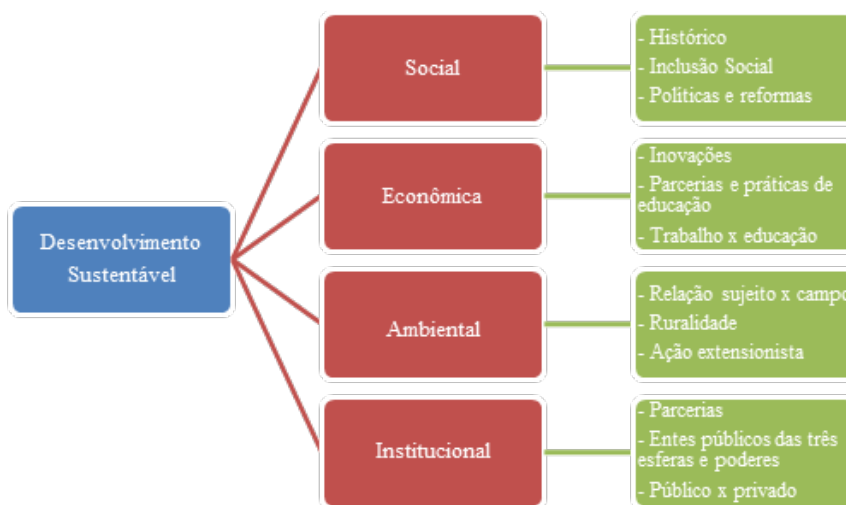 Desenvolvimento
Sustentável
Social
- Histórico
- Inclusão Social
- Políticas e reformas
Econômica
- Inovações
- Parcerias e práticas de
educação
- Trabalho x educação
Ambiental
- Relação sujeito x campo
- Ruralidade
- Ação extensionista
Institucional
- Parcerias
- Entes públicos das três
esferas e poderes
- Público x privado